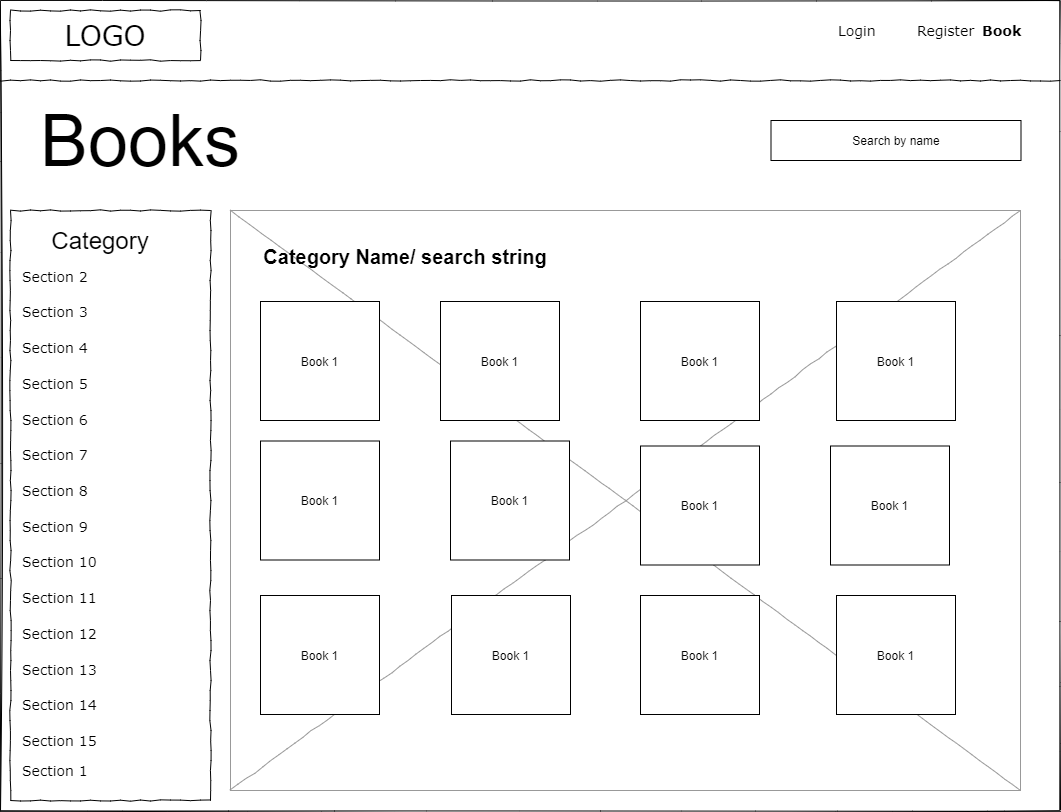 LOGO
Login Register Book
Books
Search by name
Category
Section 2
Section 3
Section 4
Section 5
Section 6
Section 7
Section 8
Section 9
Section 10
Section 11
Section 12
Section 13
Section 14
Section 15
Section 1
Category Name/ search string
Book 1 Book 1 Book 1 Book 1
Book 1 Book 1 Book 1 Book 1
Book 1 Book 1 Book 1 Book 1